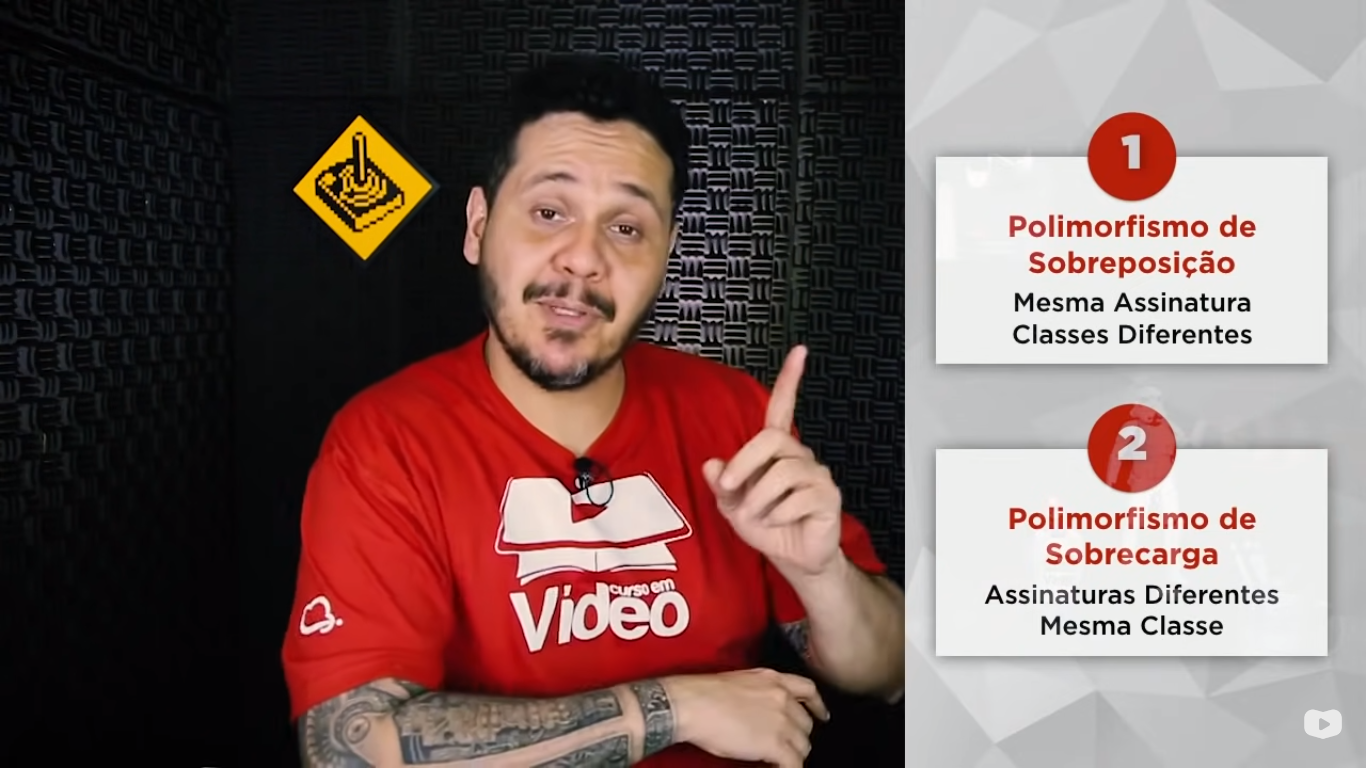 curso em
Vídeo
1
Polimorfismo de
Sobreposição
Mesma Assinatura
Classes Diferentes
2
Polimorfismo de
Sobrecarga
Assinaturas Diferentes
Mesma Classe